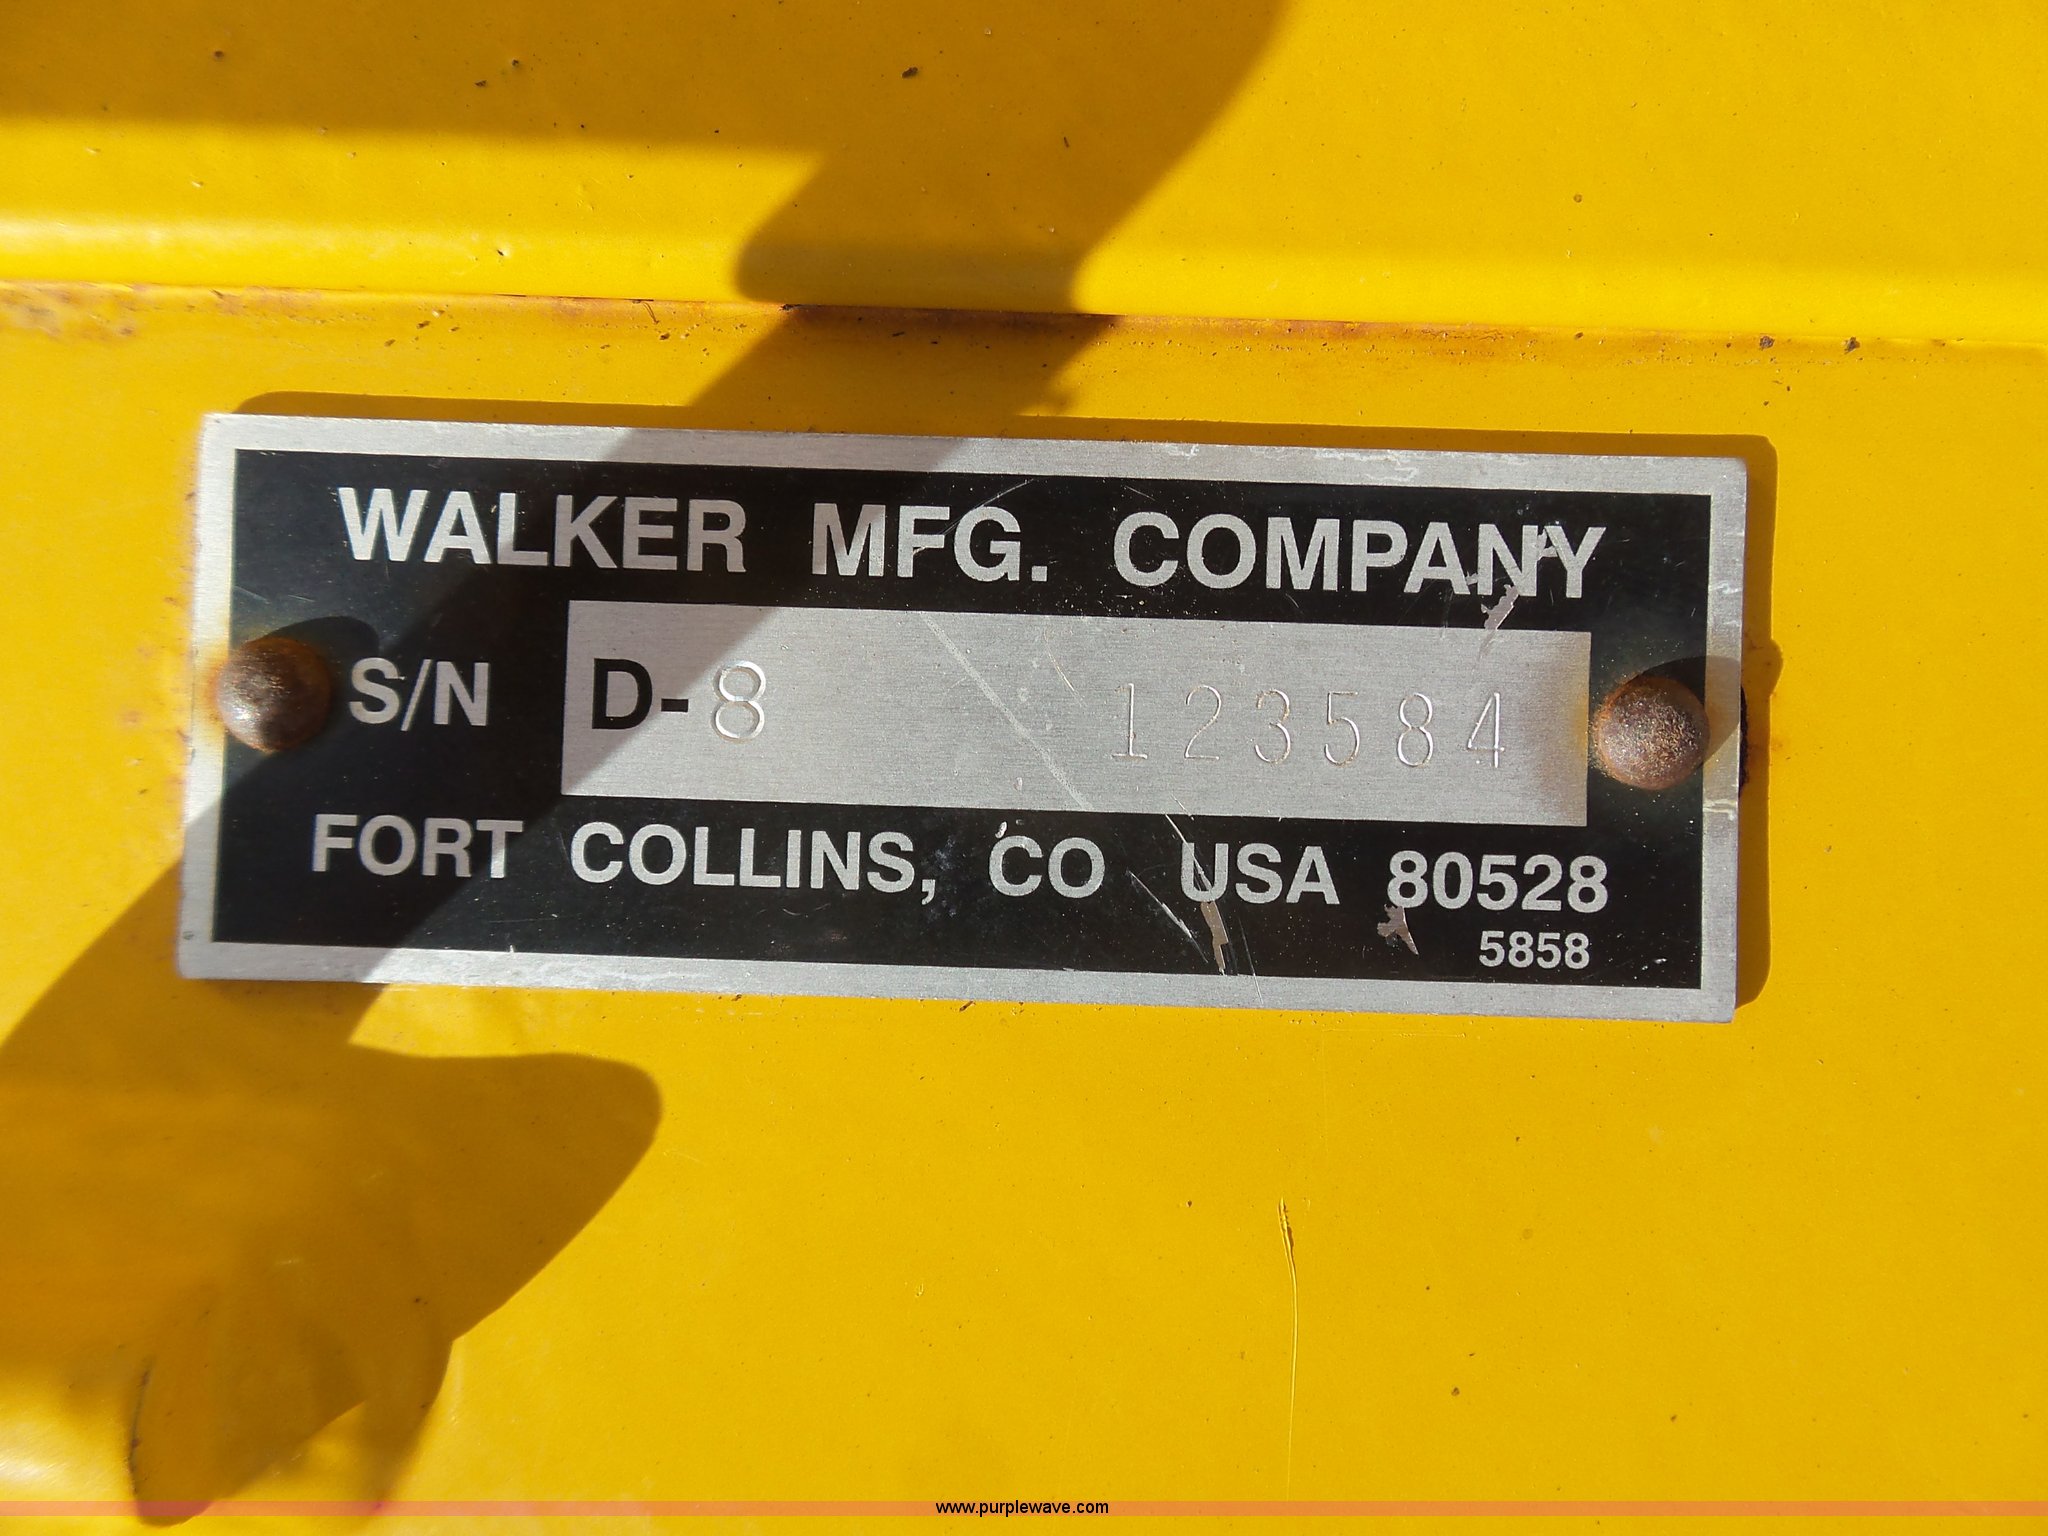 WALKER MFG. COMPANY
S/N D-8 123584
FORT COLLINS, CO USA 80528
5858
www.purplewave.com